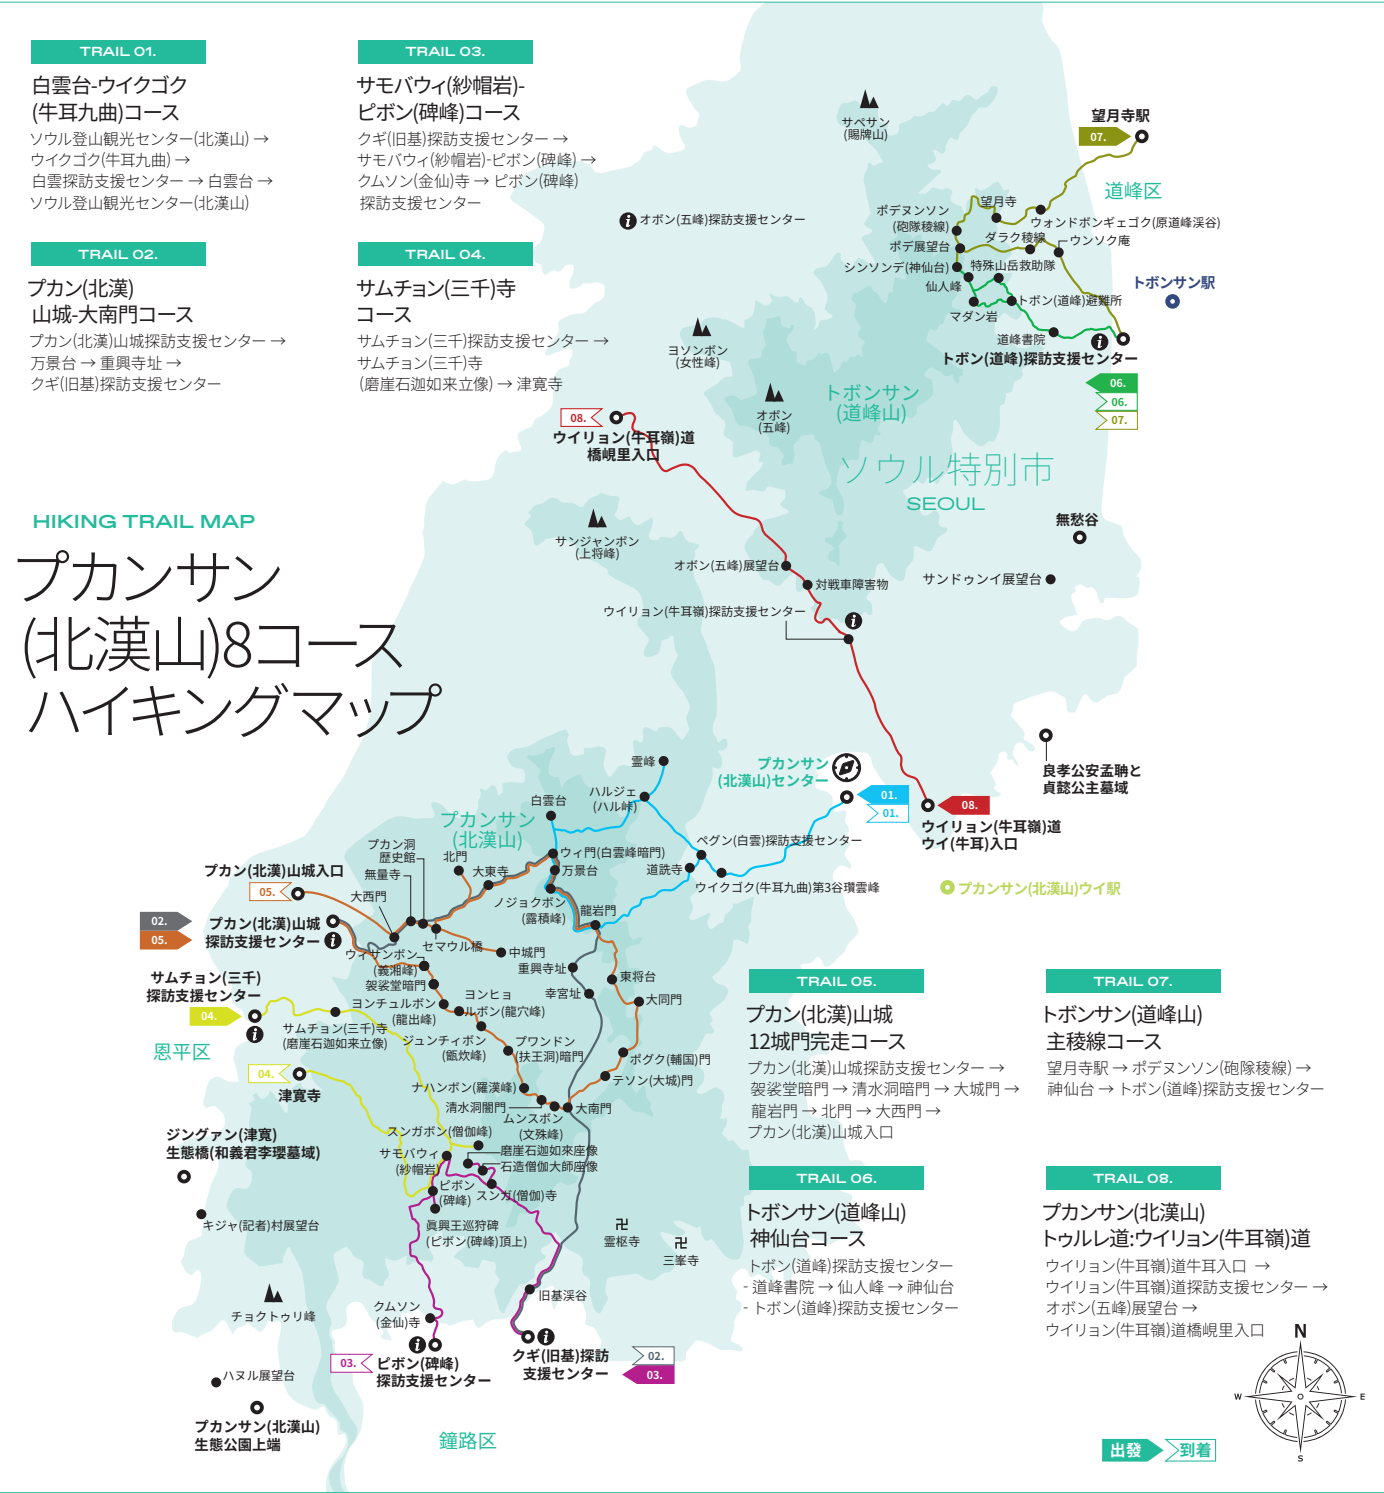 TRAIL 01.
白雲台-ウイクゴク
(牛耳九曲)コース
ソウル登山観光センター(北漢山) →
ウイクゴク(牛耳九曲) →
白雲探訪支援センター → 白雲台 →
ソウル登山観光センター(北漢山)
TRAIL 03.
サモバウィ(紗帽岩)-
ピボン(碑峰)コース
クギ(旧基)探訪支援センター →
サモバウィ(紗帽岩)-ピボン(碑峰) →
クムソン(金仙)寺 → ピボン(碑峰)
探訪支援センター
TRAIL 02.
プカン(北漢)
山城-大南門コース
プカン(北漢)山城探訪支援センター →
万景台 → 重興寺址 →
クギ(旧基)探訪支援センター
TRAIL 04.
サムチョン(三千)寺
コース
サムチョン(三千)探訪支援センター →
サムチョン(三千)寺
(磨崖石迦如来立像) → 津寛寺
HIKING TRAIL MAP
プカンサン
(北漢山)8コース
ハイキングマップ
サペサン
(賜牌山)
望月寺駅
07.
道峰区
オボン(五峰)探訪支援センター
ポデヌンソン
(砲隊稜線)
望月寺
ウォンドボンギェゴク(原道峰渓谷)
ダラク稜線
ウンソク庵
ポデ展望台
シンソンデ(神仙台)
特殊山岳救助隊
仙人峰
トボン(道峰)避難所
マダン岩
道峰書院
トボンサン駅
トボン(道峰)探訪支援センター
06.
06.
07.
ヨソンボン
(女性峰)
オボン
(五峰)
トボンサン
(道峰山)
08.
ウイリョン(牛耳嶺)道
橋峴里入口
ソウル特別市
SEOUL
サンジャンボン
(上将峰)
無愁谷
オボン(五峰)展望台
対戦車障害物
サンドゥンイ展望台
ウイリョン(牛耳嶺)探訪支援センター
良孝公安孟聃と
貞懿公主墓域
プカンサン
(北漢山)センター
01.
01.
08.
ウイリョン(牛耳嶺)道
ウイ(牛耳)入口
プカンサン(北漢山)ウイ駅
霊峰
ハルジェ
(ハル峠)
白雲台
プカンサン
(北漢山)
ペグン(白雲)探訪支援センター
道詵寺
ウイクゴク(牛耳九曲)第3谷瓚雲峰
プカン洞
歴史館
北門
ウィ門(白雲峰暗門)
万景台
無量寺
大東寺
プカン(北漢)山城入口
05.
大西門
ノジョクボン
(露積峰)
龍岩門
02.
05.
プカン(北漢)山城
探訪支援センター
セマウル橋
中城門
ウィサンボン
(義湘峰)
重興寺址
東将台
袈裟堂暗門
サムチョン(三千)
探訪支援センター
04.
ヨンチュルボン
(龍出峰)
ヨンヒョ
ルボン(龍穴峰)
幸宮址
大同門
サムチョン(三千)寺
(磨崖石迦如来立像)
恩平区
ジュンティボン
(甑炊峰)
プワンドン
(扶王洞)暗門
ポグク(輔国)門
04.
津寛寺
ナハンボン(羅漢峰)
テソン(大城)門
清水洞闇門
ムンスボン
(文殊峰)
大南門
ジングァン(津寛)
生態橋(和義君李瓔墓域)
スンガボン(僧伽峰)
サモバウィ
(紗帽岩)
磨崖石迦如來座像
石造僧伽大師座像
ピボン
(碑峰)
スンガ(僧伽)寺
キジャ(記者)村展望台
眞興王巡狩碑
(ピボン(碑峰)頂上)
霊枢寺
三峯寺
チョクトゥリ峰
旧基渓谷
クムソン
(金仙)寺
03.
ピボン(碑峰)
探訪支援センター
クギ(旧基)探訪
支援センター
02.
03.
ハヌル展望台
プカンサン(北漢山)
生態公園上端
鐘路区
TRAIL 05.
プカン(北漢)山城
12城門完走コース
プカン(北漢)山城探訪支援センター →
袈裟堂暗門 → 清水洞暗門 → 大城門 →
龍岩門 → 北門 → 大西門 →
プカン(北漢)山城入口
TRAIL 07.
トボンサン(道峰山)
主稜線コース
望月寺駅 → ポデヌンソン(砲隊稜線) →
神仙台 → トボン(道峰)探訪支援センター
TRAIL 06.
トボンサン(道峰山)
神仙台コース
トボン(道峰)探訪支援センター
- 道峰書院 → 仙人峰 → 神仙台
- トボン(道峰)探訪支援センター
TRAIL 08.
プカンサン(北漢山)
トゥルレ道:ウイリョン(牛耳嶺)道
ウイリョン(牛耳嶺)道牛耳入口 →
ウイリョン(牛耳嶺)道探訪支援センター →
オボン(五峰)展望台 →
ウイリョン(牛耳嶺)道橋峴里入口
N
W
E
S
出發
到着